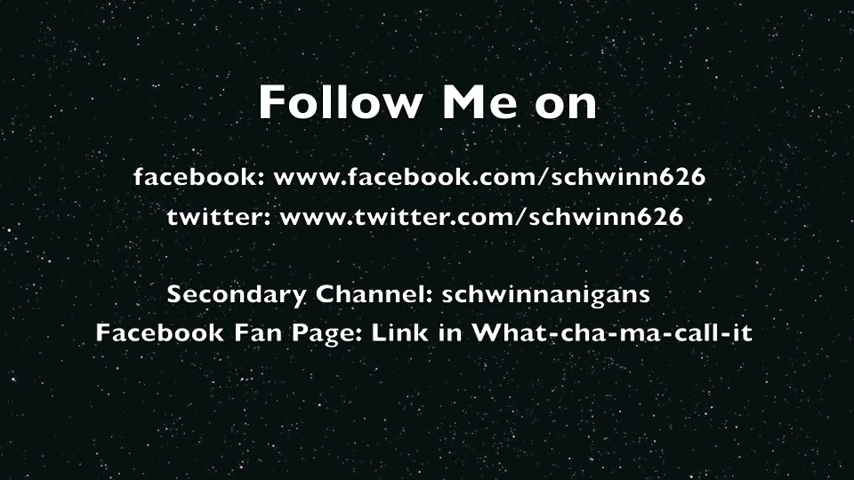 Follow Me on
facebook: www.facebook.com/schwinn626
twitter: www.twitter.com/schwinn626
Secondary Channel: schwinnanigans
Facebook Fan Page: Link in What-cha-ma-call-it